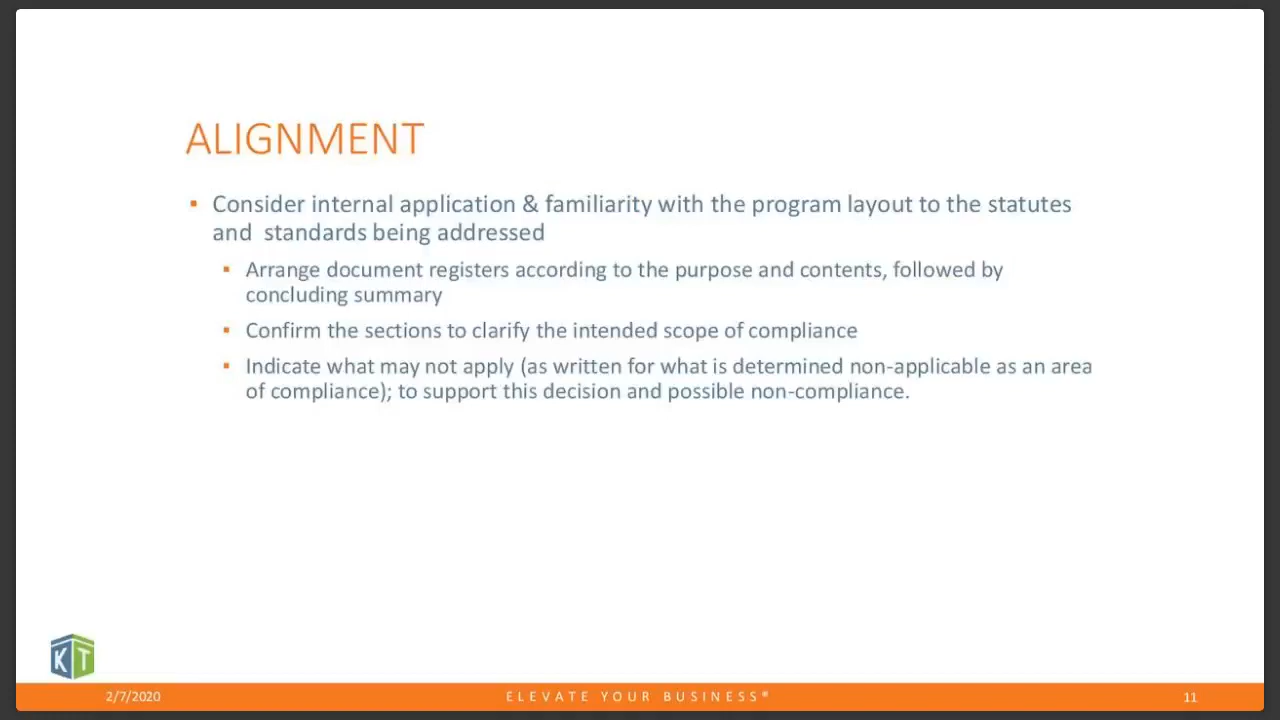 ALIGNMENT
▪ Consider internal application & familiarity with the program layout to the statutes
and  standards being addressed
▪ Arrange document registers according to the purpose and contents, followed by
concluding summary
▪ Confirm the sections to clarify the intended scope of compliance
▪ Indicate what may not apply (as written for what is determined non-applicable as an area
of compliance); to support this decision and possible non-compliance.
KT
2/7/2020
ELEVATE YOUR BUSINESS®
11